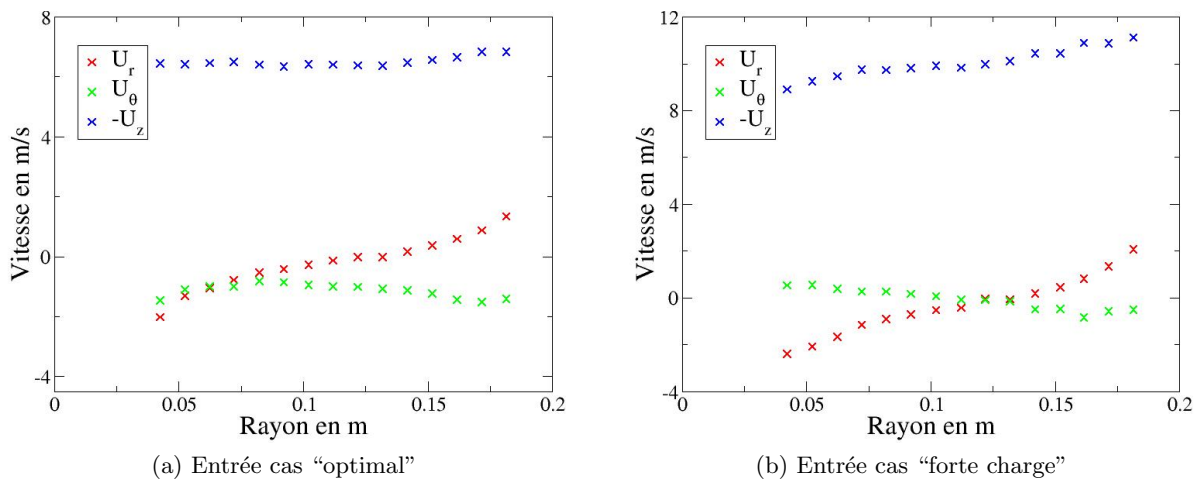 8
4
0
-4
0
0.05
0.1
0.15
0.2
Vitesse en m/s
Rayon en m
U_r
U_θ
-U_z
(a) Entrée cas “optimal”
12
8
4
0
-4
0
0.05
0.1
0.15
0.2
Vitesse en m/s
Rayon en m
U_r
U_θ
-U_z
(b) Entrée cas “forte charge”